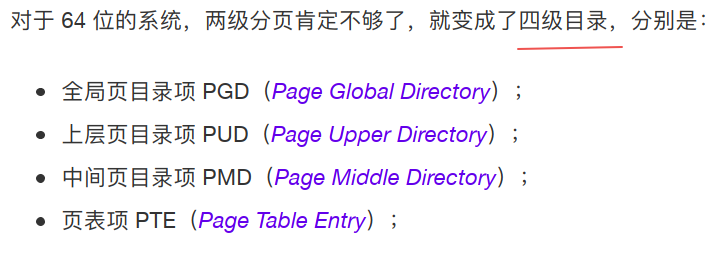 对于 64 位的系统，两级分页肯定不够了，就变成了四级目录，分别是：
• 全局页目录项 PGD（Page Global Directory）；
• 上层页目录项 PUD（Page Upper Directory）；
• 中间页目录项 PMD（Page Middle Directory）；
• 页表项 PTE（Page Table Entry）；